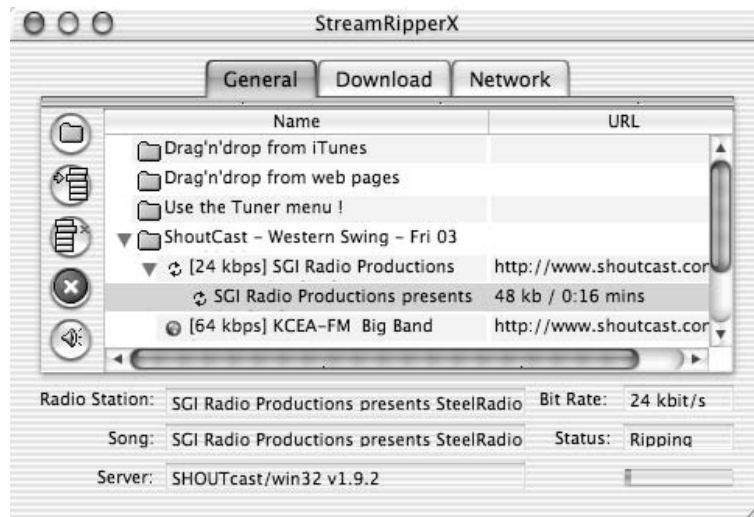 StreamRipperX
General Download Network
Name URL
Drag'n'drop from iTunes
Drag'n'drop from web pages
Use the Tuner menu !
ShoutCast – Western Swing – Fri 03
[24 kbps] SGI Radio Productions http://www.shoutcast.com
SGI Radio Productions presents 48 kb / 0:16 mins
[64 kbps] KCEA-FM Big Band http://www.shoutcast.com
Radio Station: SGI Radio Productions presents SteelRadio Bit Rate: 24 kbit/s
Song: SGI Radio Productions presents SteelRadio Status: Ripping
Server: SHOUTcast/win32 v1.9.2